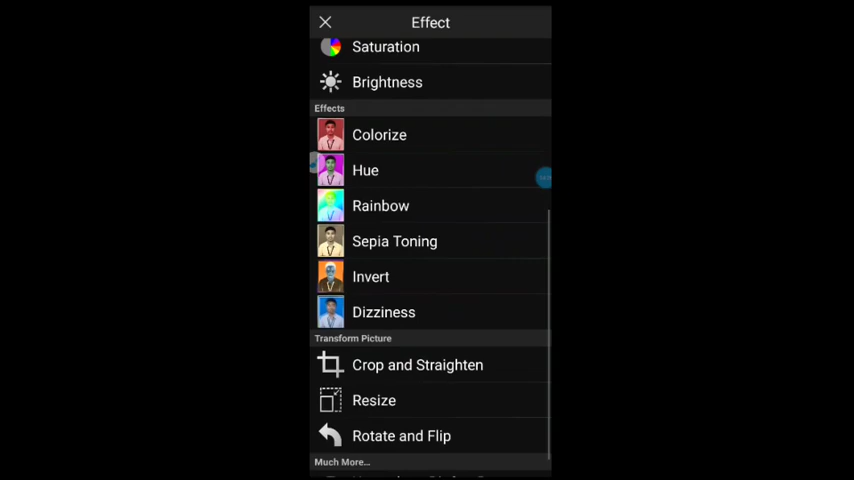 Effect
Saturation
Brightness
Effects
Colorize
Hue
Rainbow
Sepia Toning
Invert
Dizziness
Transform Picture
Crop and Straighten
Resize
Rotate and Flip
Much More...